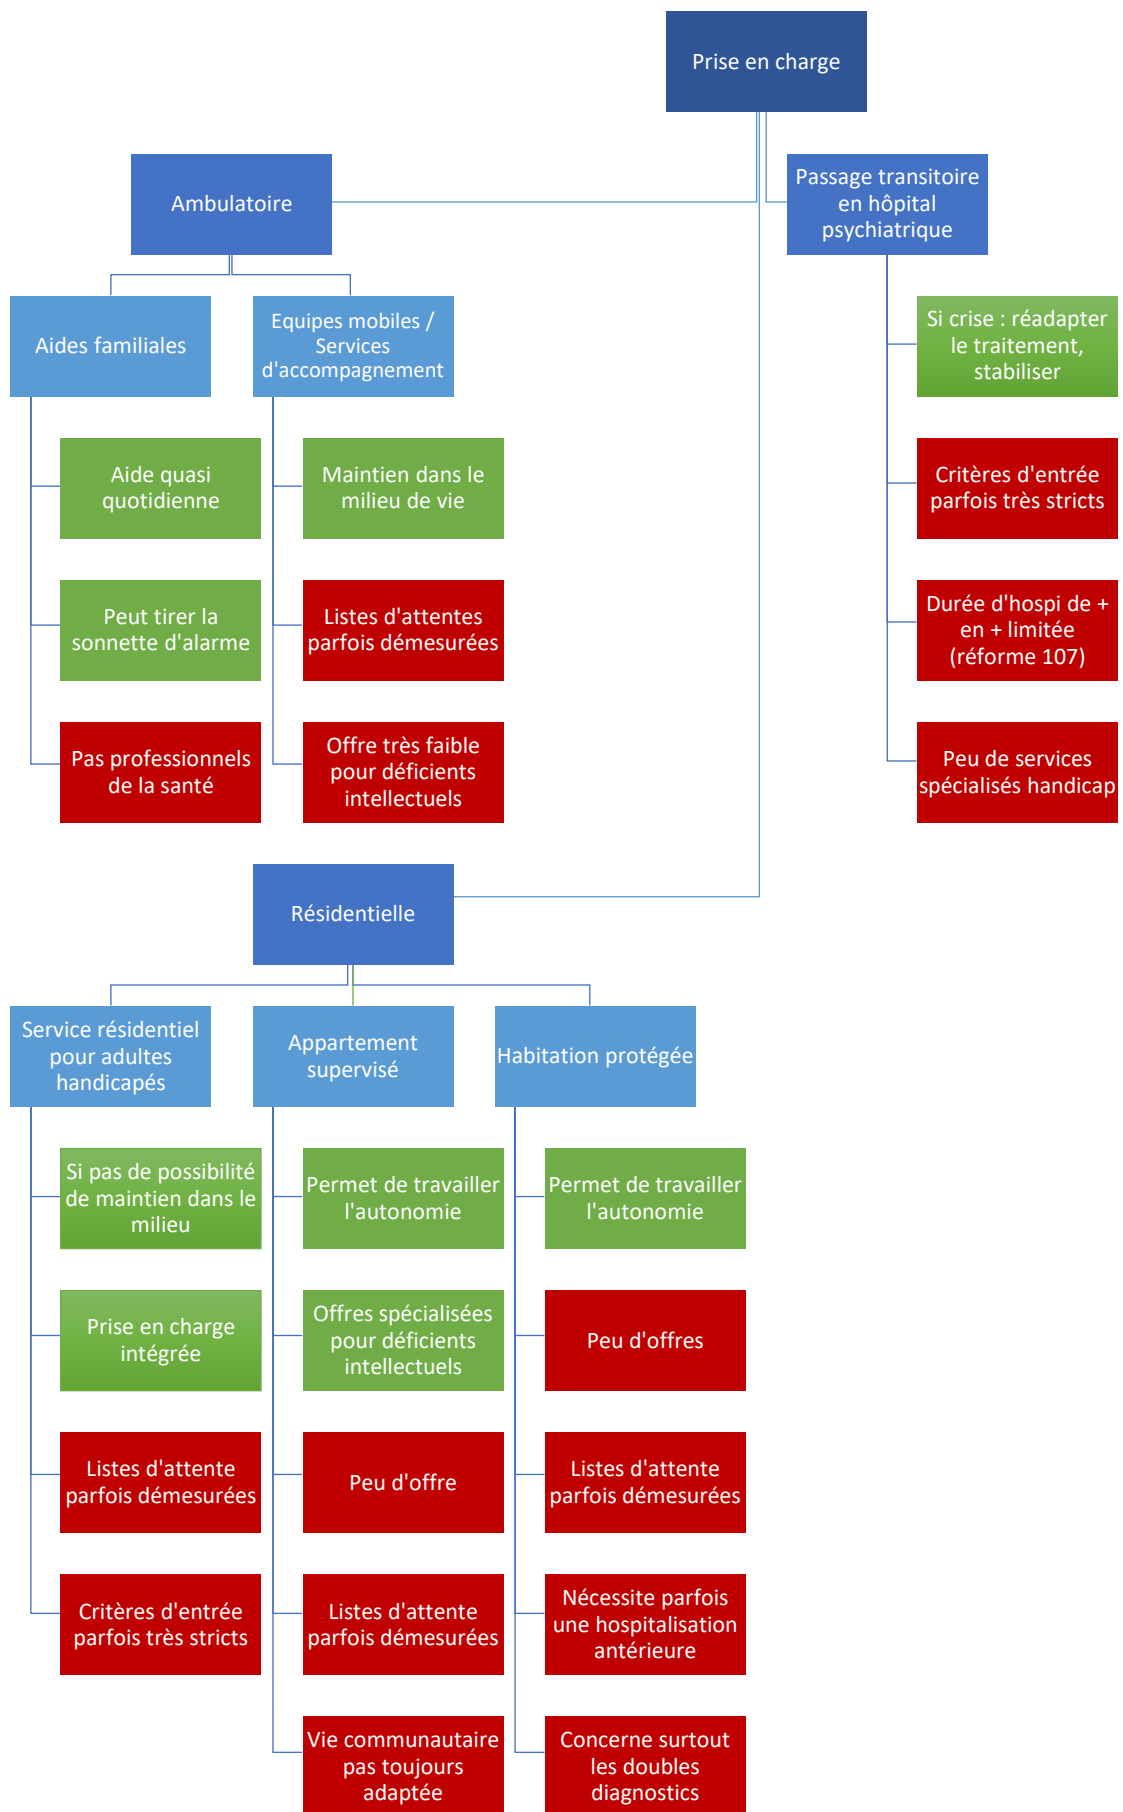 Prise en charge
Ambulatoire
Passage transitoire
en hôpital
psychiatrique
Aides familiales
Equipes mobiles /
Services
d'accompagnement
Si crise : réadapter
le traitement,
stabiliser
Aide quasi
quotidienne
Maintien dans le
milieu de vie
Critères d'entrée
parfois très stricts
Peut tirer la
sonnette d'alarme
Listes d'attentes
parfois démesurées
Durée d'hospi de +
en + limitée
(réforme 107)
Pas professionnels
de la santé
Offre très faible
pour déficients
intellectuels
Peu de services
spécialisés handicap
Résidentielle
Service résidentiel
pour adultes
handicapés
Appartement
supervisé
Habitation protégée
Si pas de possibilité
de maintien dans le
milieu
Permet de travailler
l'autonomie
Permet de travailler
l'autonomie
Prise en charge
intégrée
Offres spécialisées
pour déficients
intellectuels
Peu d'offres
Listes d'attente
parfois démesurées
Peu d'offre
Listes d'attente
parfois démesurées
Critères d'entrée
parfois très stricts
Listes d'attente
parfois démesurées
Nécessite parfois
une hospitalisation
antérieure
Vie communautaire
pas toujours
adaptée
Concerne surtout
les doubles
diagnostics